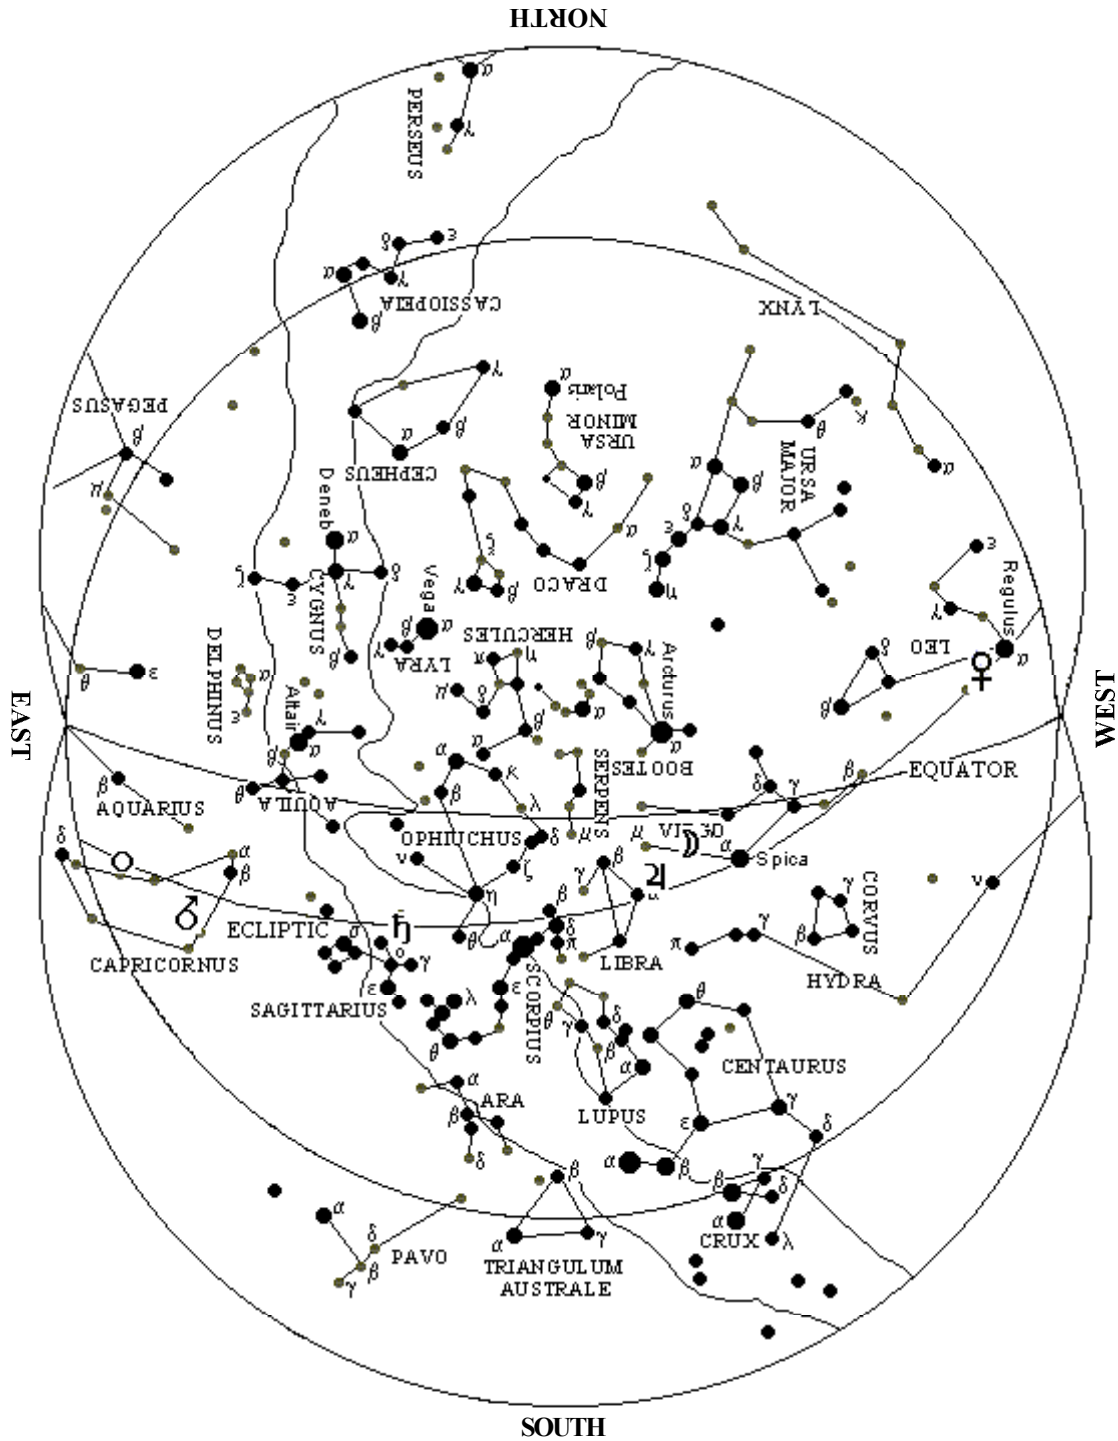 NORTH
α
γ
PERSEUS
δ
ε
α
γ
CASSIOPEIA
β
LYNX
γ
α
Polaris
κ
θ
PEGASUS
β
URSA
MINOR
α
β
CEPHEUS
URSA
MAJOR
α
β
μ
β
γ
α
β
δ
γ
α
Deneb
α
ε
ζ
η
ε
Regulus
ζ
ε
γ
δ
CYGNUS
ξ
γ
β
DRACO
γ
α
Vega
α
β
γ
LYRA
β
HERCULES
π
η
β
γ
Arcturus
LEO
δ
♀
θ
ε
DELPHINUS
α
ε
μ
δ
β
α
α
β
EAST
WEST
Altair
γ
α
β
α
BOOTES
SERPENS
θ
AQUILA
α
κ
β
λ
δ
γ
β
EQUATOR
β
AQUARIUS
OPHIUCHUS
δ
μ
μ
α
Spica
δ
α
β
ν
ζ
η
β
γ
♃
γ
β
CORVUS
ν
♂
ECLIPTIC
♄
θ
α
β
δ
π
π
γ
CAPRICORNUS
σ
γ
LIBRA
HYDRA
SAGITTARIUS
ε
λ
ε
SCORPIUS
θ
θ
γ
δ
β
α
θ
CENTAURUS
α
ARA
β
δ
LUPUS
ε
γ
δ
α
β
β
γ
δ
β
α
CRUX
λ
α
δ
β
γ
PAVO
α
γ
TRIANGULUM
AUSTRALE
SOUTH